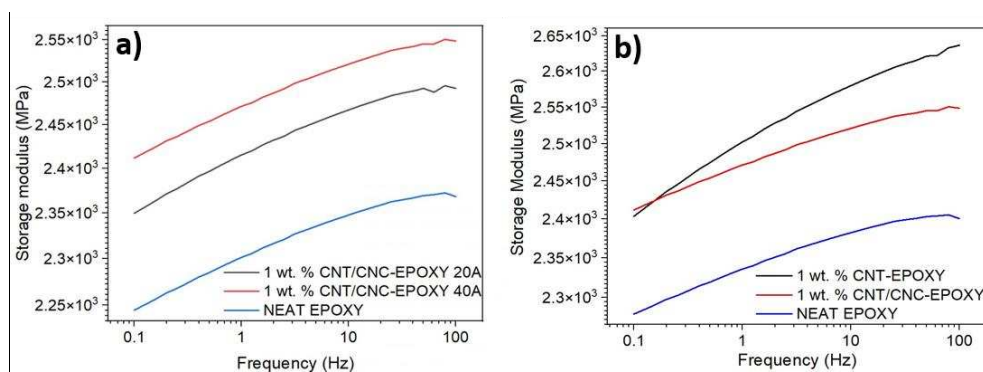 a)
Storage modulus (MPa)
2.55×10³
2.5×10³
2.45×10³
2.4×10³
2.35×10³
2.3×10³
2.25×10³
1 wt. % CNT/CNC-EPOXY 20A
1 wt. % CNT/CNC-EPOXY 40A
NEAT EPOXY
0.1 1 10 100
Frequency (Hz)
b)
Storage Modulus (MPa)
2.65×10³
2.6×10³
2.55×10³
2.5×10³
2.45×10³
2.4×10³
2.35×10³
2.3×10³
1 wt. % CNT-EPOXY
1 wt. % CNT/CNC-EPOXY
NEAT EPOXY
0.1 1 10 100
Frequency (Hz)